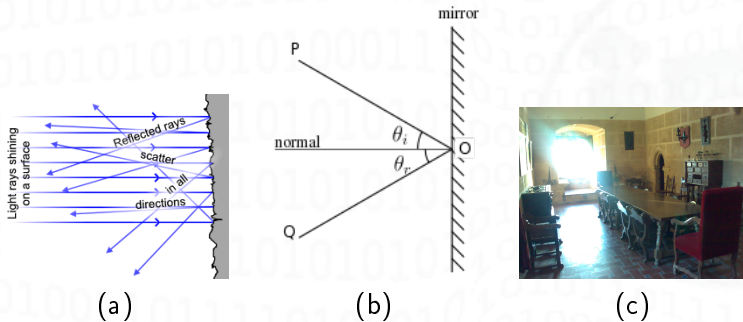 Light rays shining
on a surface
Reflected rays
scatter
in all
directions
(a)
mirror
P
normal
θi
θr
O
Q
(b)
(c)